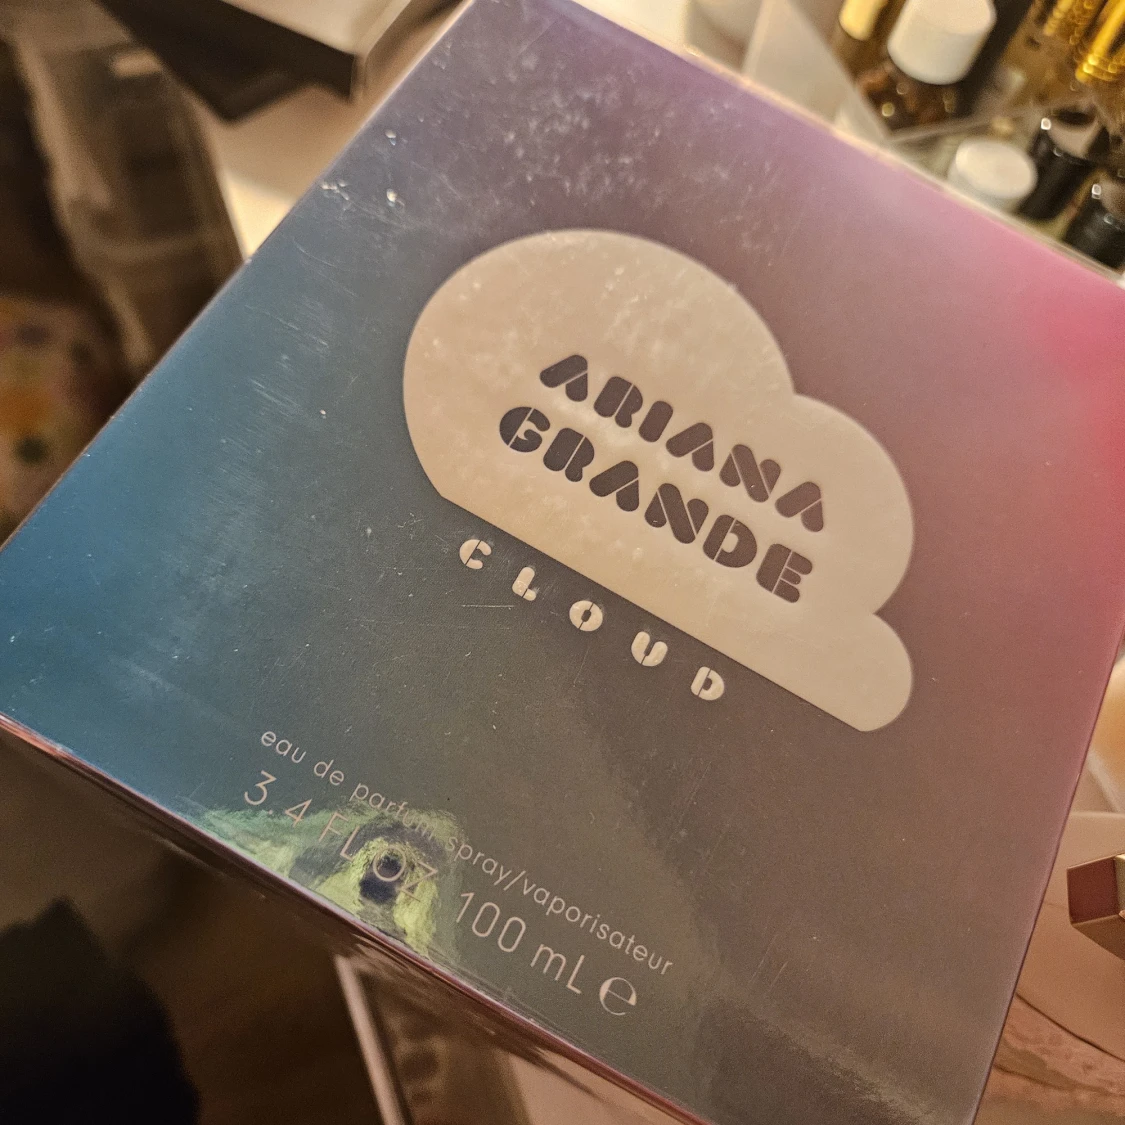 ARIANA
GRANDE
CLOUD
eau de parfum spray/vaporisateur
3.4 FL OZ 100 mL ℮